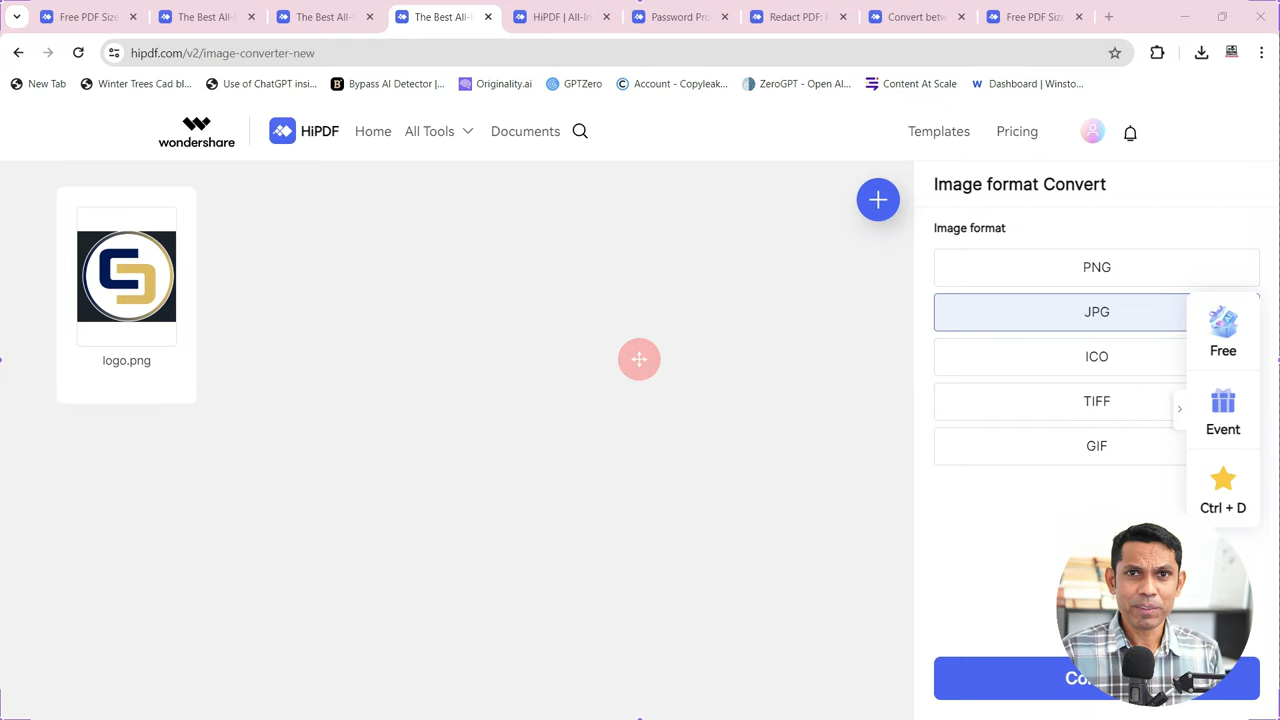 Free PDF Size
The Best All-
The Best All-
The Best All-
HiPDF | All-In
Password P
Redact PDF:
Convert betw
Free PDF Size
hipdf.com/v2/image-converter-new
New Tab
Winter Trees Cad bl...
Use of ChatGPT insi...
Bypass AI Detector |...
Originality.ai
GPTZero
Account - Copyleak...
ZeroGPT - Open AI...
Content At Scale
Dashboard | Winsto...
wondershare
HiPDF
Home
All Tools
Documents
Templates
Pricing
logo.png
Image format Convert
Image format
PNG
JPG
ICO
TIFF
GIF
Free
Event
Ctrl + D